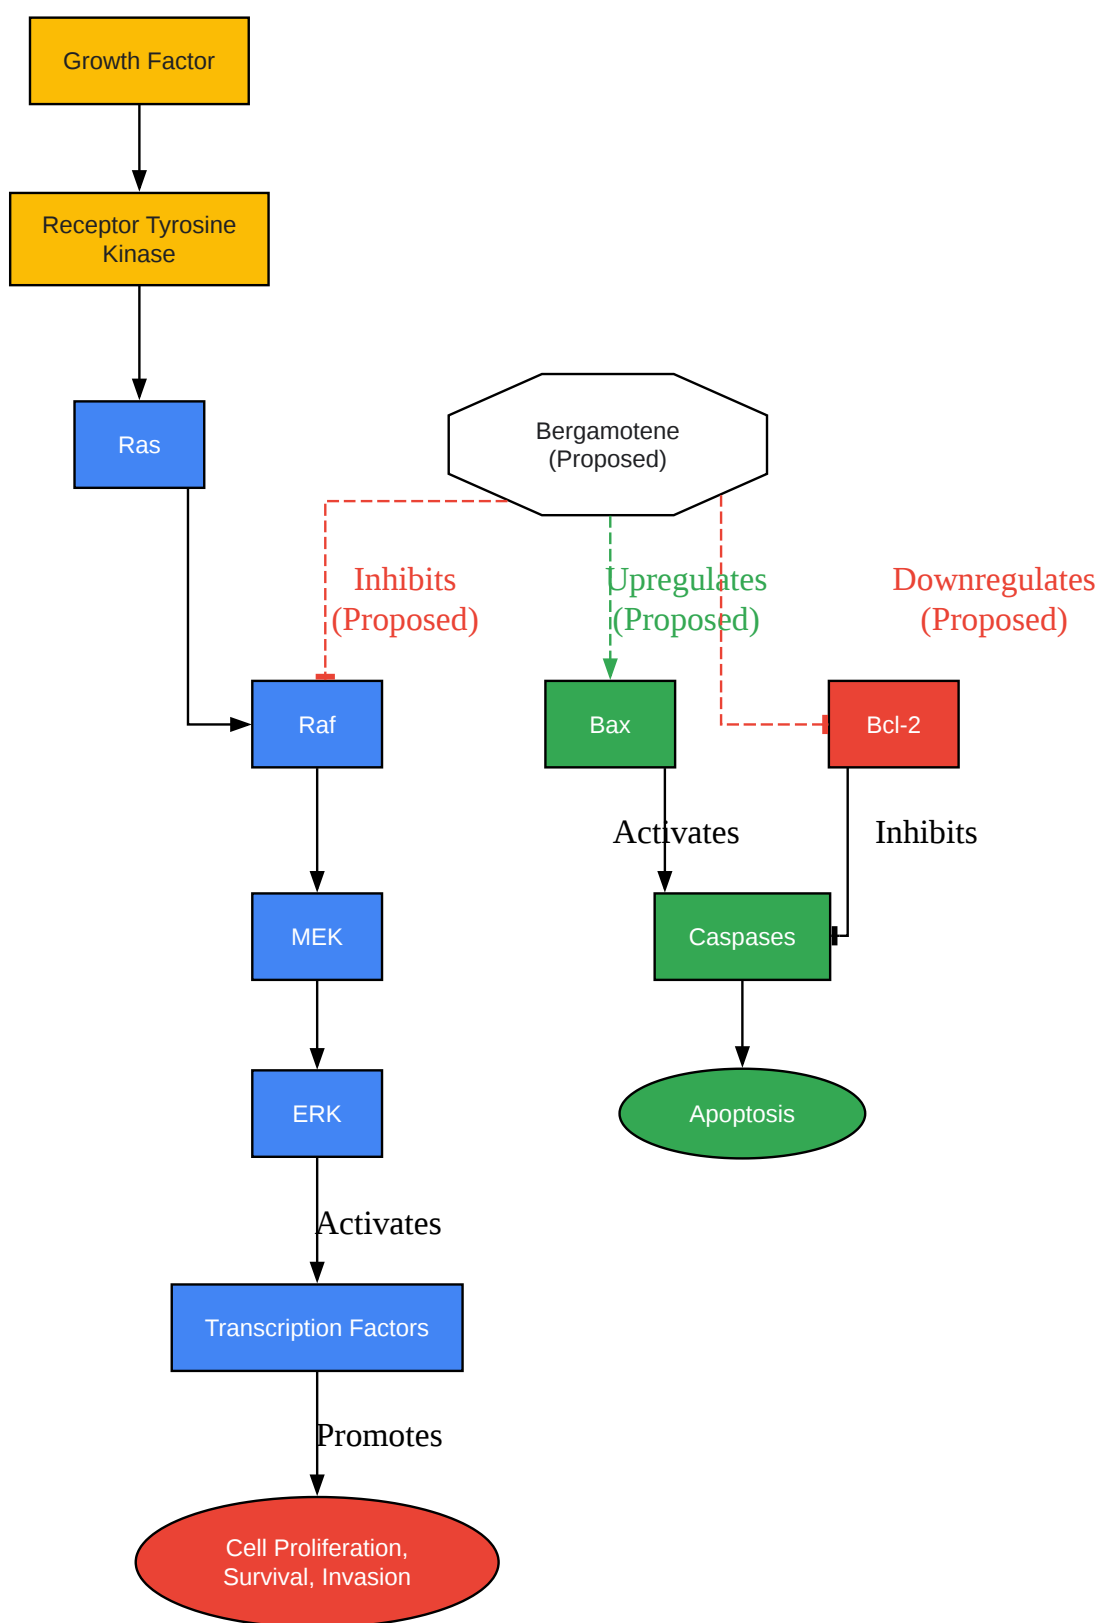 Growth Factor
Receptor Tyrosine
Kinase
Ras
Bergamotene
(Proposed)
Inhibits
(Proposed)
Upregulates
(Proposed)
Downregulates
(Proposed)
Raf
Bax
Bcl-2
Activates
Inhibits
MEK
Caspases
ERK
Apoptosis
Activates
Transcription Factors
Promotes
Cell Proliferation,
Survival, Invasion